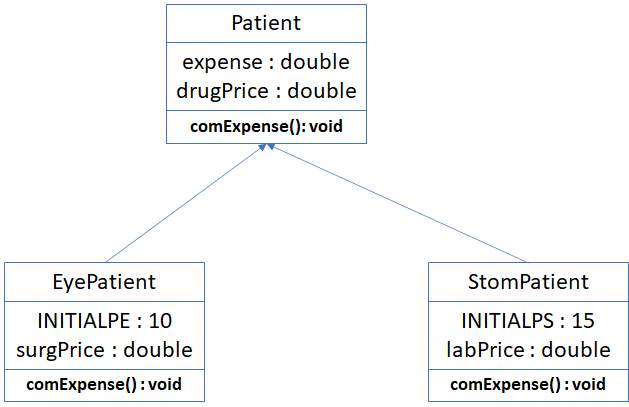 Patient
expense : double
drugPrice : double
comExpense(): void
EyePatient
INITIALPE : 10
surgPrice : double
comExpense() : void
StomPatient
INITIALPS : 15
labPrice : double
comExpense() : void